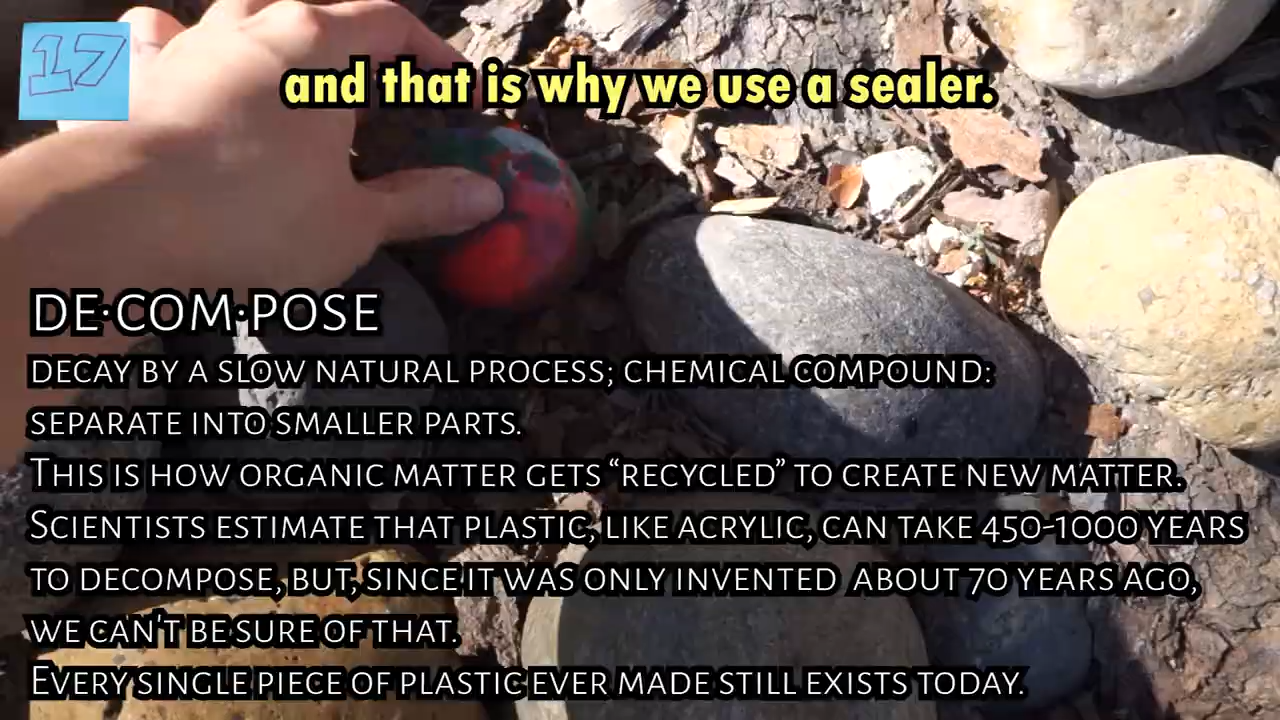 17
and that is why we use a sealer.
DE·COM·POSE
DECAY BY A SLOW NATURAL PROCESS; CHEMICAL COMPOUND:
SEPARATE INTO SMALLER PARTS.
THIS IS HOW ORGANIC MATTER GETS “RECYCLED” TO CREATE NEW MATTER.
SCIENTISTS ESTIMATE THAT PLASTIC, LIKE ACRYLIC, CAN TAKE 450-1000 YEARS
TO DECOMPOSE, BUT, SINCE IT WAS ONLY INVENTED ABOUT 70 YEARS AGO,
WE CAN'T BE SURE OF THAT.
EVERY SINGLE PIECE OF PLASTIC EVER MADE STILL EXISTS TODAY.